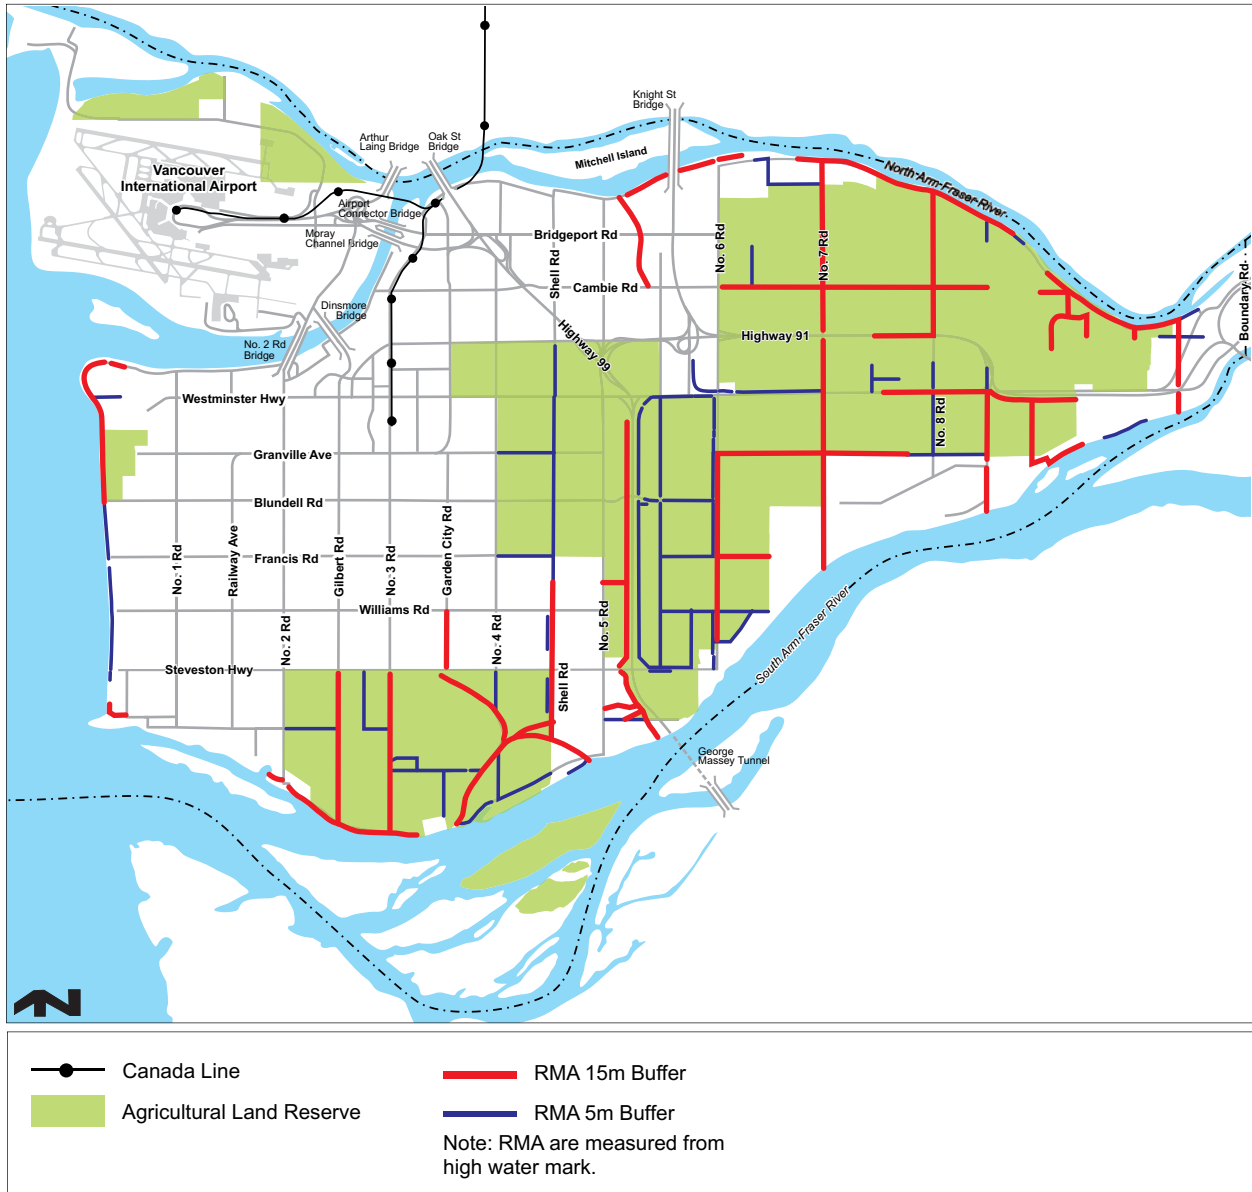 Knight St
Bridge
Arthur
Laing Bridge
Oak St
Bridge
Mitchell Island
Vancouver
International Airport
North Arm Fraser River
Airport
Connector Bridge
Moray
Channel Bridge
Bridgeport Rd
Shell Rd
No. 6 Rd
No. 7 Rd
Cambie Rd
Boundary Rd.
Dinsmore
Bridge
No. 2 Rd
Bridge
Highway 99
Highway 91
Westminster Hwy
No. 8 Rd
Granville Ave
Blundell Rd
Francis Rd
No. 1 Rd
Railway Ave
Gilbert Rd
No. 3 Rd
Garden City Rd
Williams Rd
No. 2 Rd
No. 4 Rd
No. 5 Rd
South Arm Fraser River
Steveston Hwy
Shell Rd
George
Massey Tunnel
N
Canada Line
Agricultural Land Reserve
RMA 15m Buffer
RMA 5m Buffer
Note: RMA are measured from
high water mark.